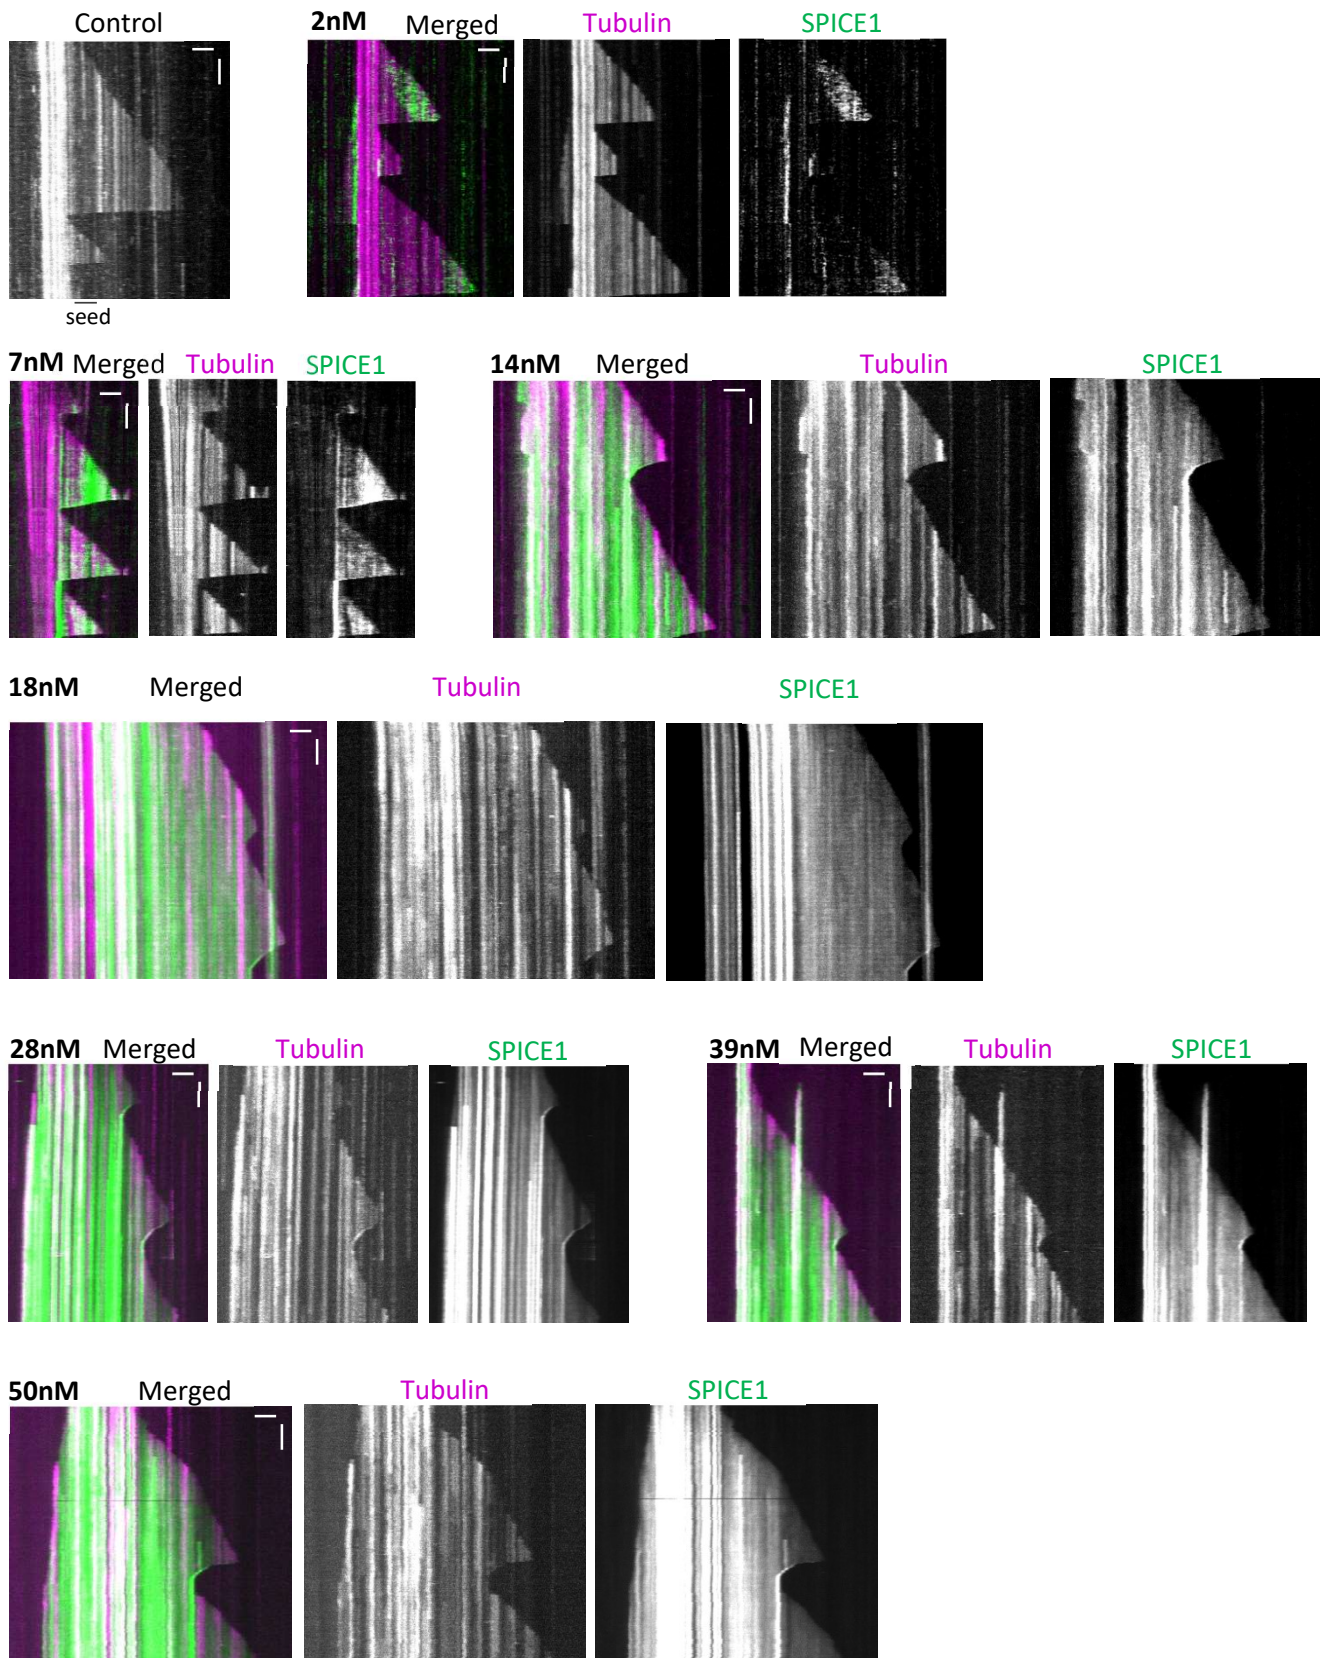 Control
2nM Merged Tubulin SPICE1
seed
7nM Merged Tubulin SPICE1
14nM Merged Tubulin SPICE1
18nM Merged Tubulin SPICE1
28nM Merged Tubulin SPICE1
39nM Merged Tubulin SPICE1
50nM Merged Tubulin SPICE1